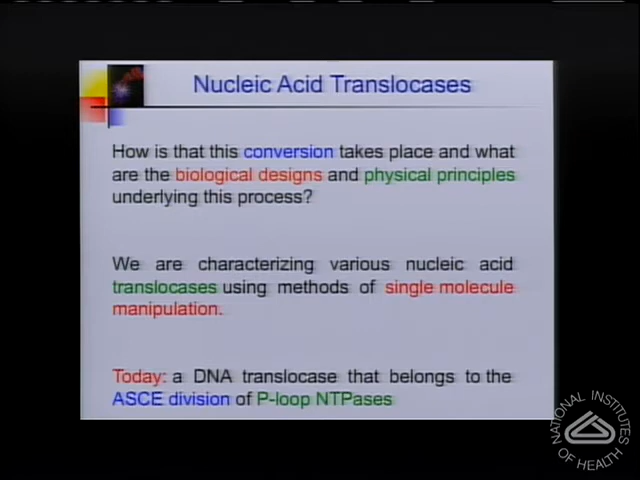 Nucleic Acid Translocases
How is that this conversion takes place and what
are the biological designs and physical principles
underlying this process?
We are characterizing various nucleic acid
translocases using methods of single molecule
manipulation.
Today: a DNA translocase that belongs to the
ASCE division of P-loop NTPases
NATIONAL INSTITUTES
OF HEALTH